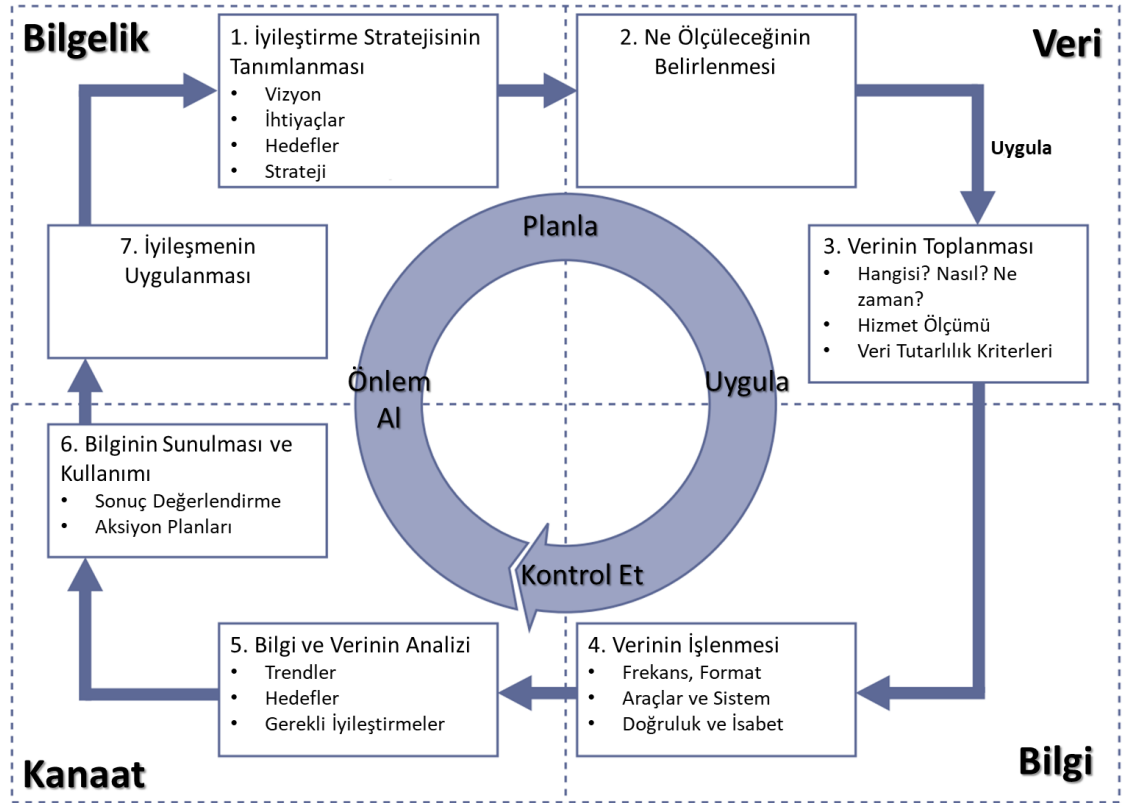 Bilgelik
1. İyileştirme Stratejisinin
Tanımlanması
• Vizyon
• İhtiyaçlar
• Hedefler
• Strateji
2. Ne Ölçüleceğinin
Belirlenmesi
Veri
Uygula
Planla
7. İyileşmenin
Uygulanması
3. Verinin Toplanması
• Hangisi? Nasıl? Ne
zaman?
• Hizmet Ölçümü
• Veri Tutarlılık Kriterleri
Önlem
Al
Uygula
6. Bilginin Sunulması ve
Kullanımı
• Sonuç Değerlendirme
• Aksiyon Planları
Kontrol Et
5. Bilgi ve Verinin Analizi
• Trendler
• Hedefler
• Gerekli İyileştirmeler
4. Verinin İşlenmesi
• Frekans, Format
• Araçlar ve Sistem
• Doğruluk ve İsabet
Kanaat
Bilgi